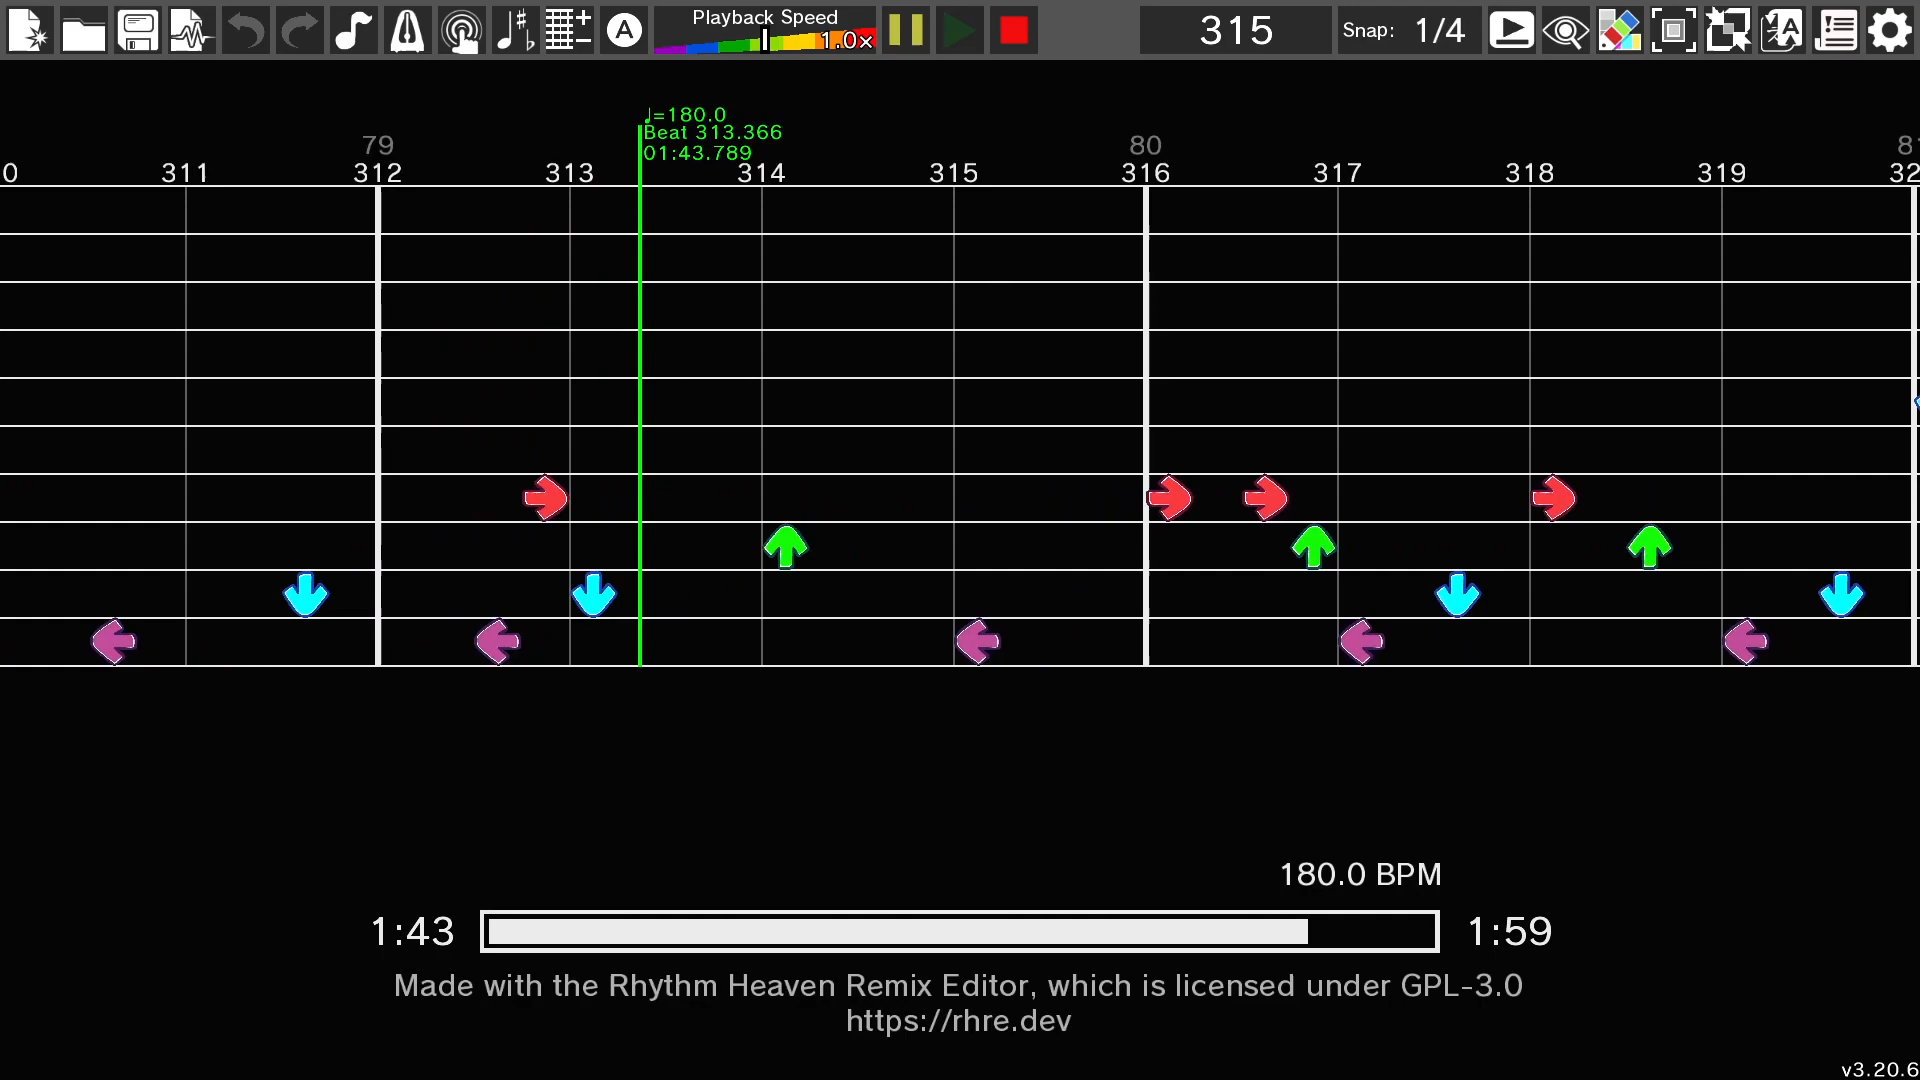 Playback Speed
1.0x
315
Snap: 1/4
A
♩=180.0
Beat 313.366
01:43.789
79 80
311 312 313 314 315 316 317 318 319
180.0 BPM
1:43 1:59
Made with the Rhythm Heaven Remix Editor, which is licensed under GPL-3.0
https://rhre.dev
v3.20.6